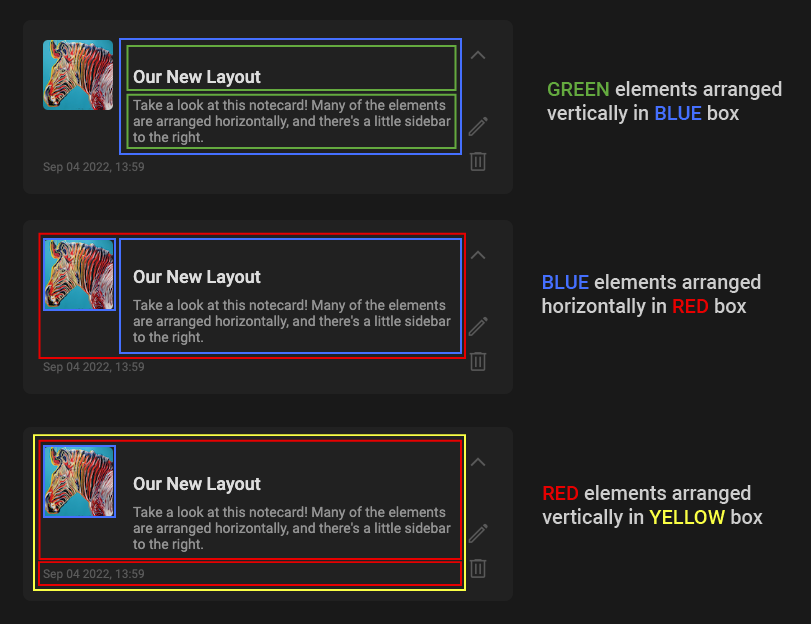 Our New Layout
Take a look at this notecard! Many of the elements
are arranged horizontally, and there's a little sidebar
to the right.
Sep 04 2022, 13:59
GREEN elements arranged
vertically in BLUE box
Our New Layout
Take a look at this notecard! Many of the elements
are arranged horizontally, and there's a little sidebar
to the right.
Sep 04 2022, 13:59
BLUE elements arranged
horizontally in RED box
Our New Layout
Take a look at this notecard! Many of the elements
are arranged horizontally, and there's a little sidebar
to the right.
Sep 04 2022, 13:59
RED elements arranged
vertically in YELLOW box